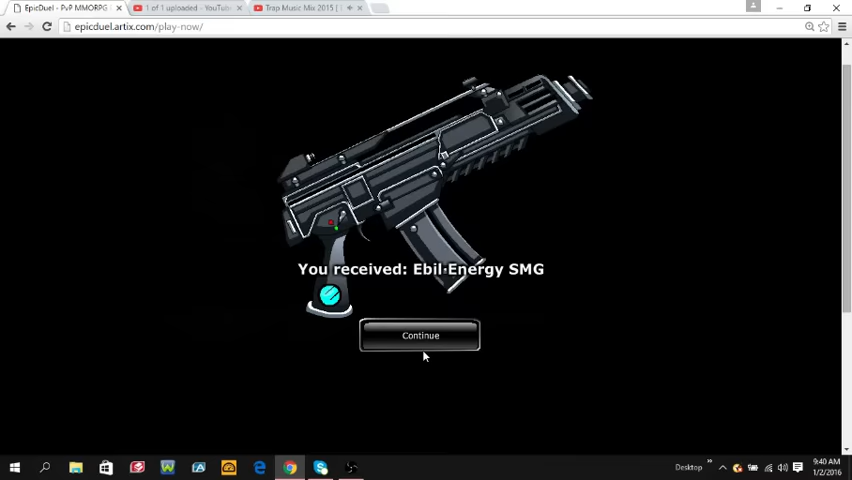 EpicDuel - PvP MMORPG
1 of 1 uploaded - YouTube
Trap Music Mix 2015 |
epicduel.artix.com/play-now/
You received: Ebil Energy SMG
Continue
Desktop
9:40 AM
1/2/2016